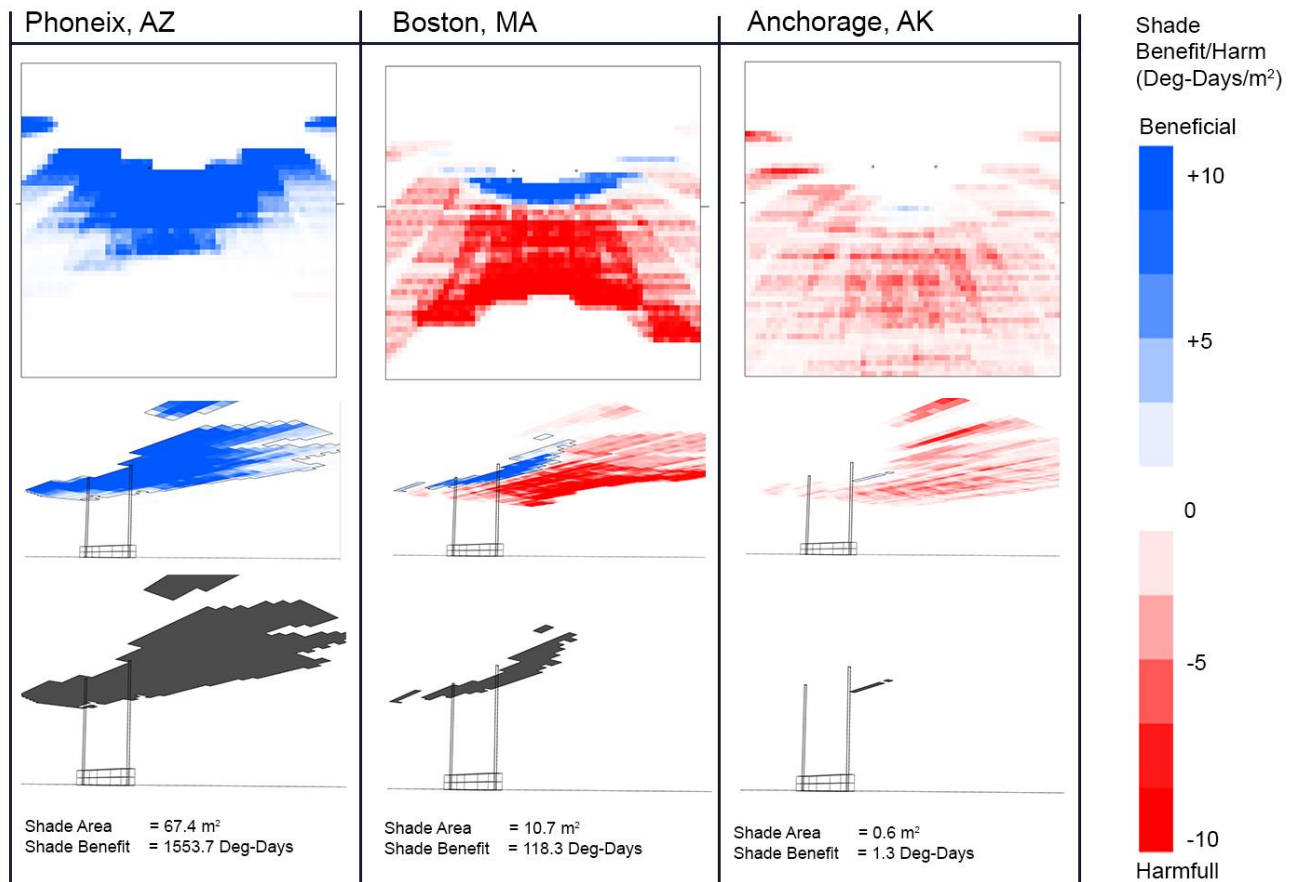 Phoneix, AZ
Boston, MA
Anchorage, AK
Shade Area = 67.4 m²
Shade Benefit = 1553.7 Deg-Days
Shade Area = 10.7 m²
Shade Benefit = 118.3 Deg-Days
Shade Area = 0.6 m²
Shade Benefit = 1.3 Deg-Days
Shade
Benefit/Harm
(Deg-Days/m²)
Beneficial
+10
+5
0
-5
-10
Harmfull